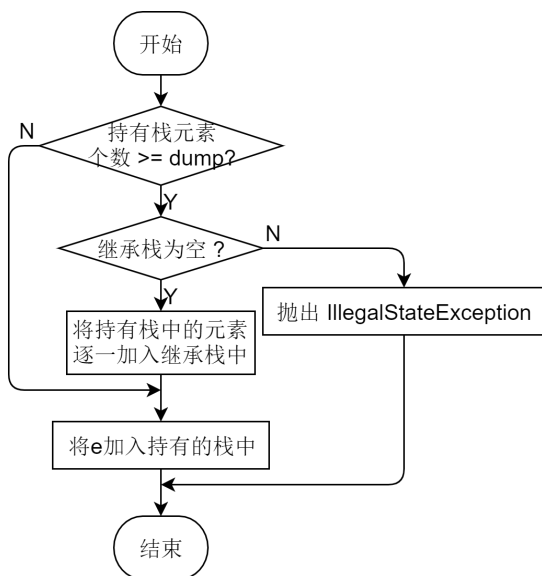 开始
N
持有栈元素
个数 >= dump?
Y
继承栈为空 ?
N
Y
抛出 IllegalStateException
将持有栈中的元素
逐一加入继承栈中
将e加入持有的栈中
结束